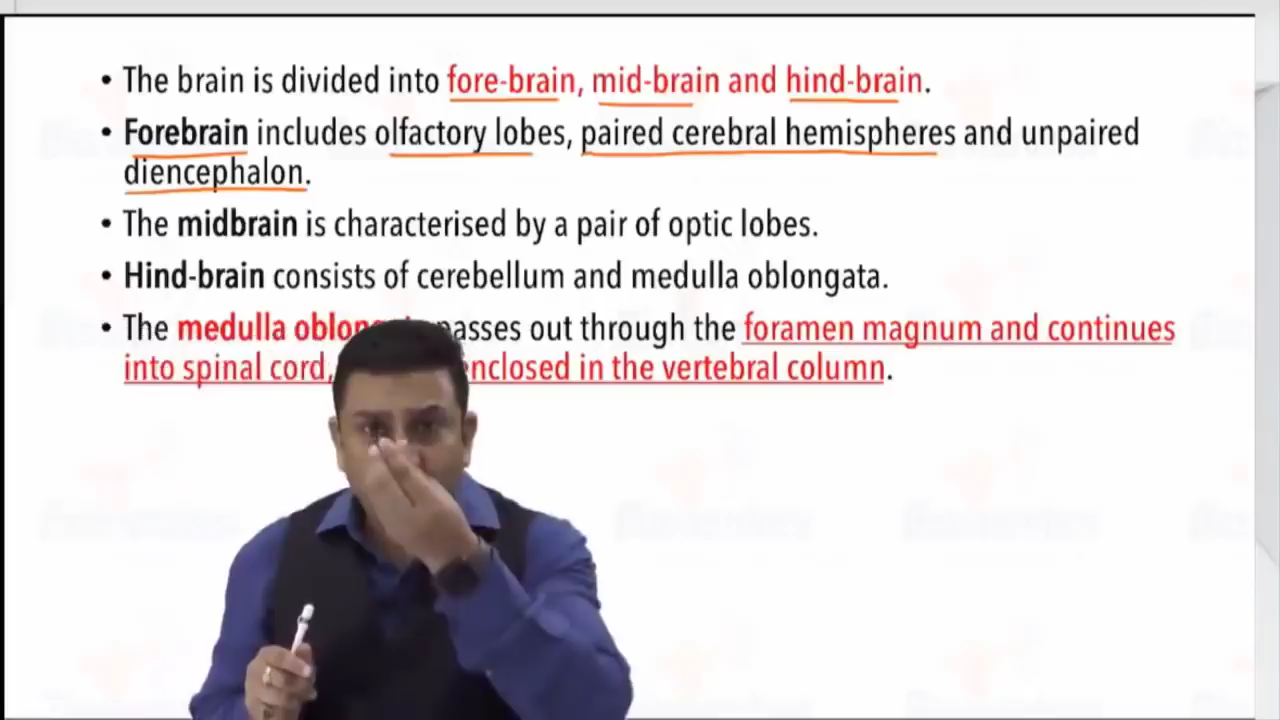 • The brain is divided into fore-brain, mid-brain and hind-brain.
• Forebrain includes olfactory lobes, paired cerebral hemispheres and unpaired
diencephalon.
• The midbrain is characterised by a pair of optic lobes.
• Hind-brain consists of cerebellum and medulla oblongata.
• The medulla passes out through the foramen magnum and continues
into spinal cord, enclosed in the vertebral column.